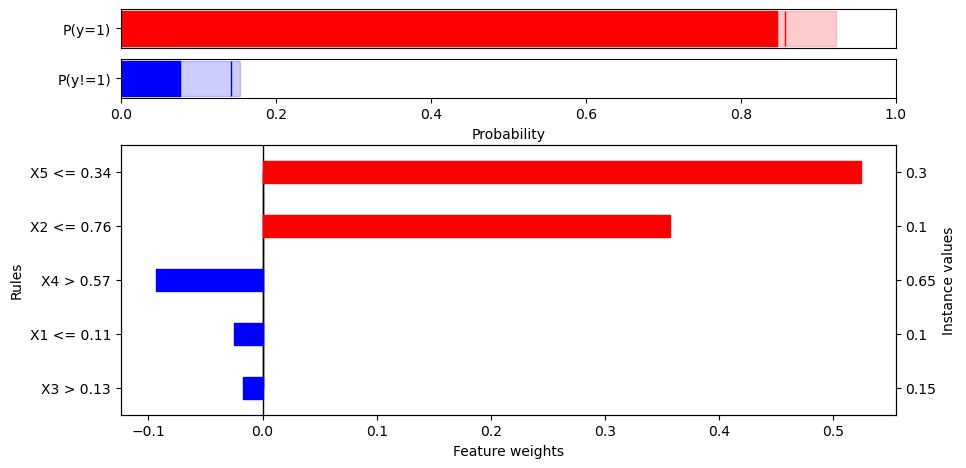 P(y=1)
P(y!=1)
0.0 0.2 0.4 0.6 0.8 1.0
Probability
X5 <= 0.34 0.3
X2 <= 0.76 0.1
X4 > 0.57 0.65
X1 <= 0.11 0.1
X3 > 0.13 0.15
Rules
Instance values
−0.1 0.0 0.1 0.2 0.3 0.4 0.5
Feature weights